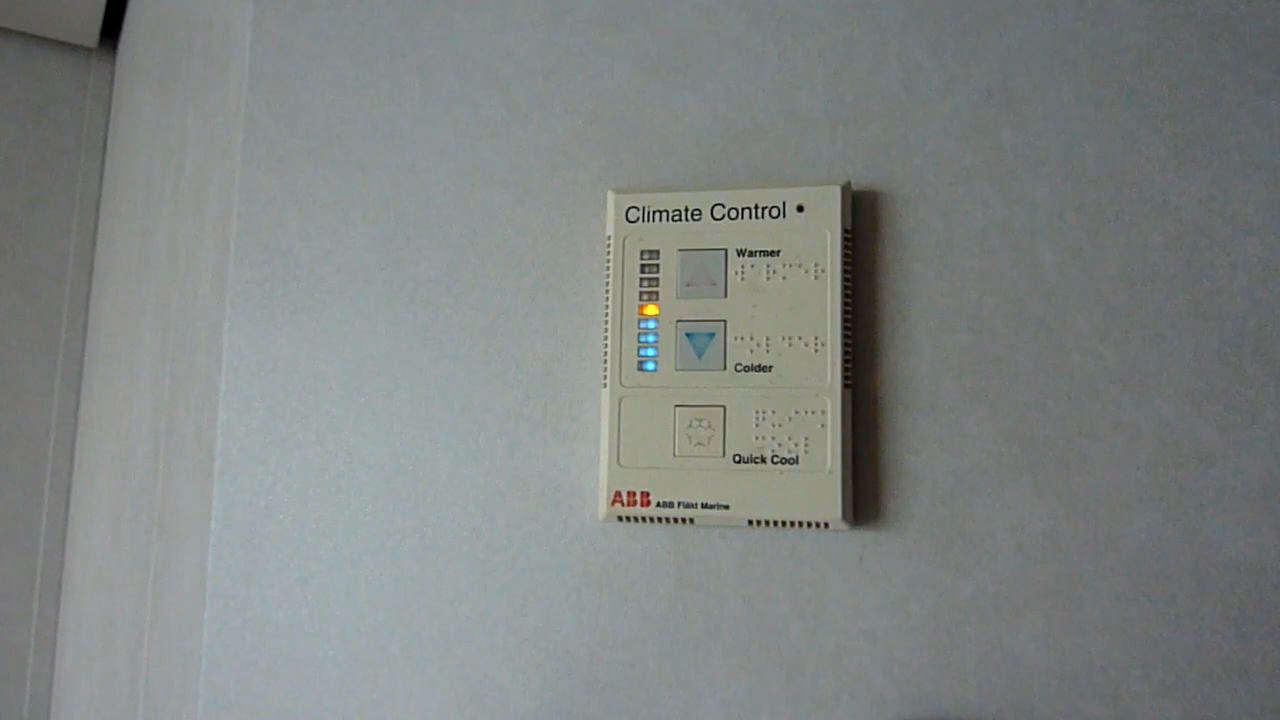 Climate Control
Warmer
Colder
Quick Cool
ABB ABB Fläkt Marine